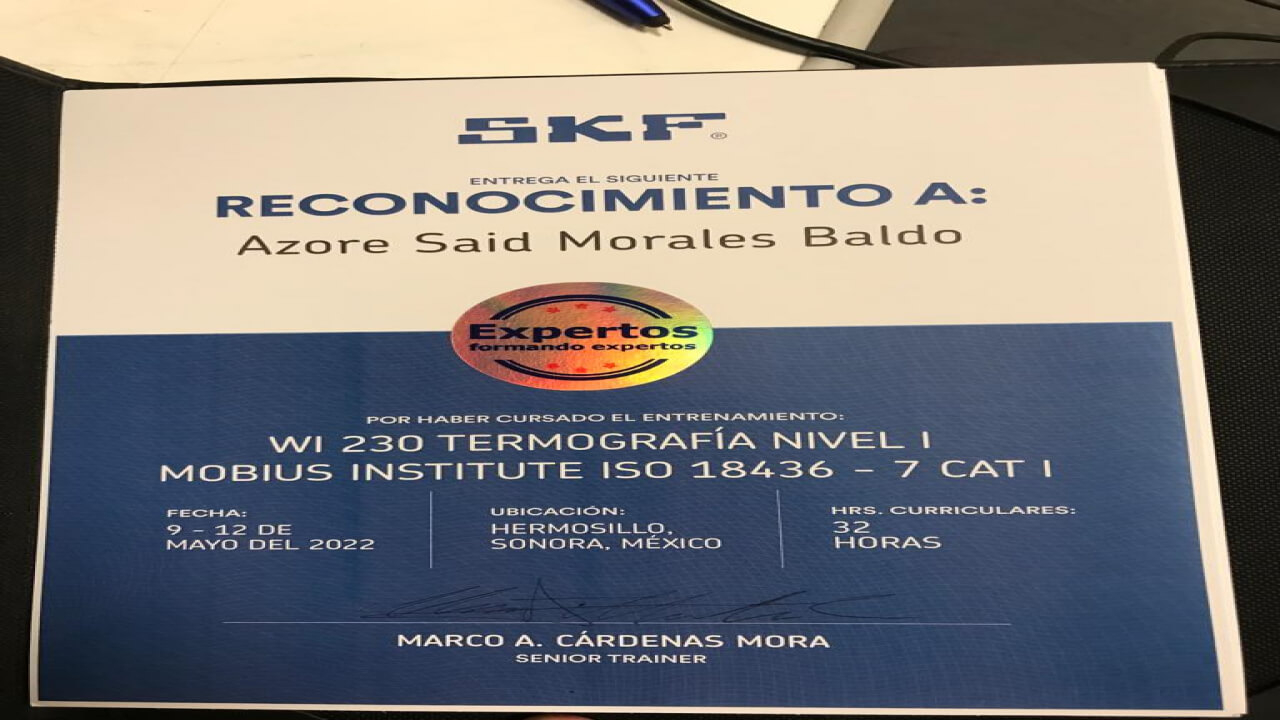 SKF®
ENTREGA EL SIGUIENTE
RECONOCIMIENTO A:
Azore Said Morales Baldo
Expertos
formando expertos
POR HABER CURSADO EL ENTRENAMIENTO:
WI 230 TERMOGRAFÍA NIVEL I
MOBIUS INSTITUTE ISO 18436 – 7 CAT I
FECHA:
9 – 12 DE
MAYO DEL 2022
UBICACIÓN:
HERMOSILLO,
SONORA, MÉXICO
HRS. CURRICULARES:
32
HORAS
MARCO A. CÁRDENAS MORA
SENIOR TRAINER